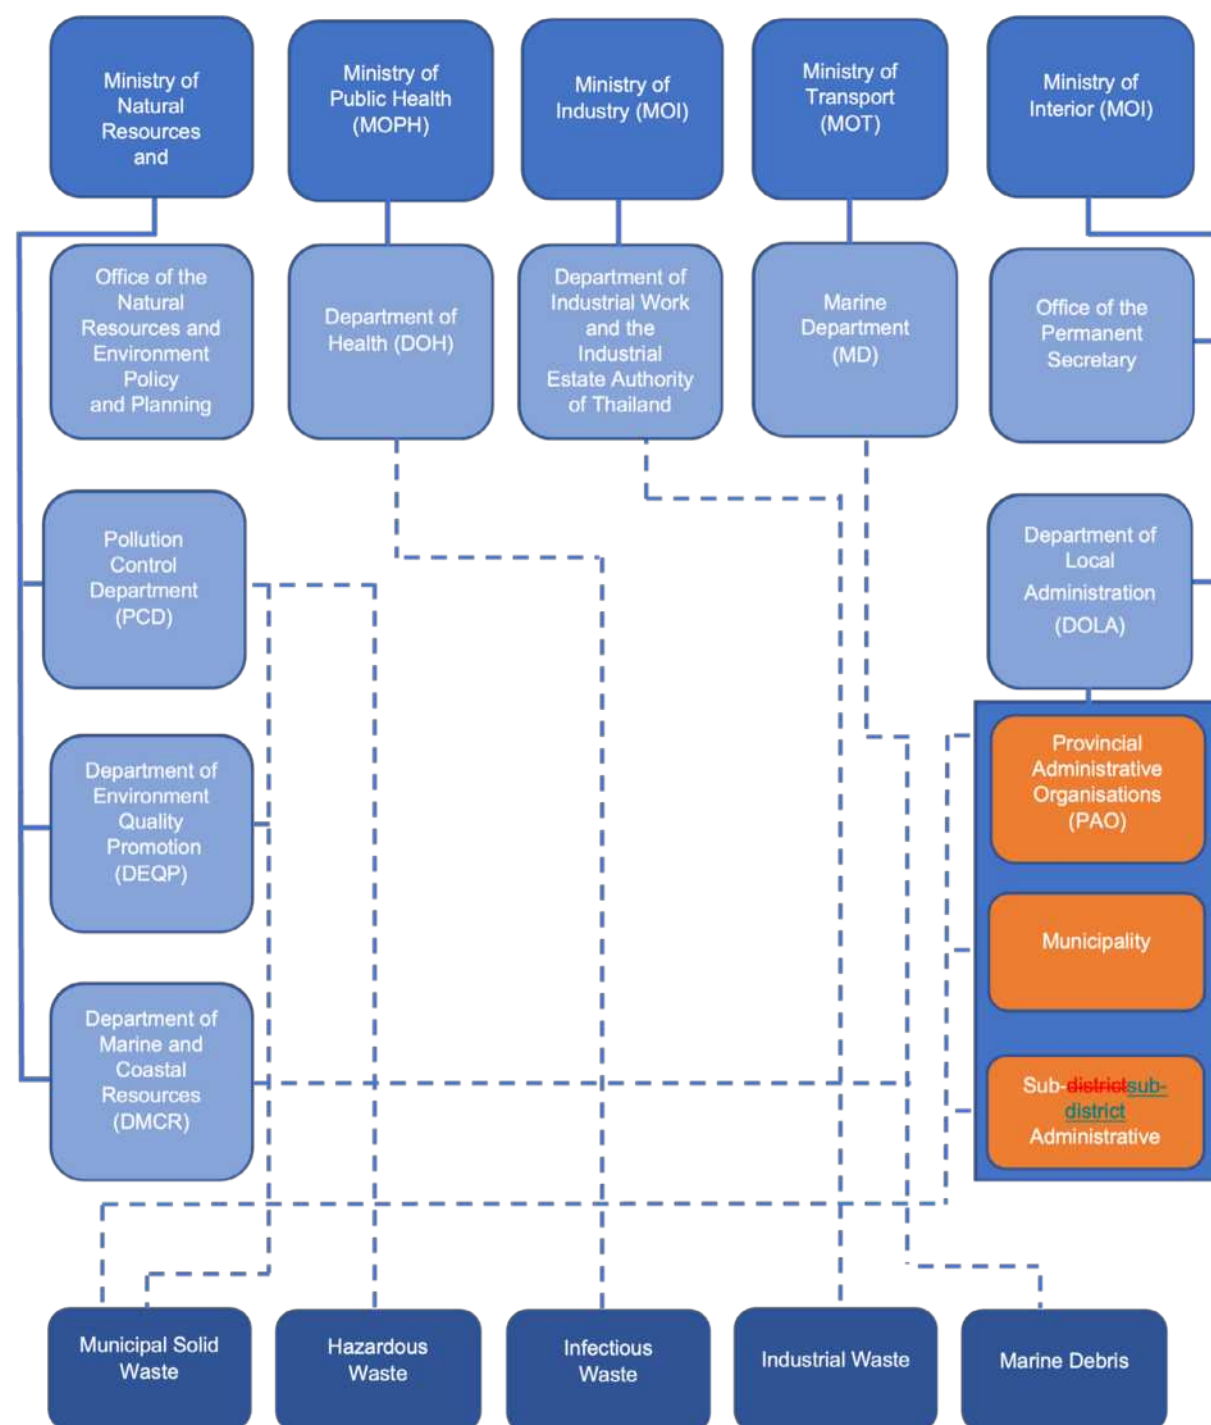 Ministry of
Natural
Resources
and
Ministry of
Public Health
(MOPH)
Ministry of
Industry (MOI)
Ministry of
Transport
(MOT)
Ministry of
Interior (MOI)
Office of the
Natural
Resources and
Environment
Policy
and Planning
Department of
Health (DOH)
Department of
Industrial Work
and the
Industrial
Estate Authority
of Thailand
Marine
Department
(MD)
Office of the
Permanent
Secretary
Pollution
Control
Department
(PCD)
Department of
Local
Administration
(DOLA)
Department of
Environment
Quality
Promotion
(DEQP)
Provincial
Administrative
Organisations
(PAO)
Municipality
Department of
Marine and
Coastal
Resources
(DMCR)
Sub-districtsub-
district
Administrative
Municipal Solid
Waste
Hazardous
Waste
Infectious
Waste
Industrial Waste
Marine Debris